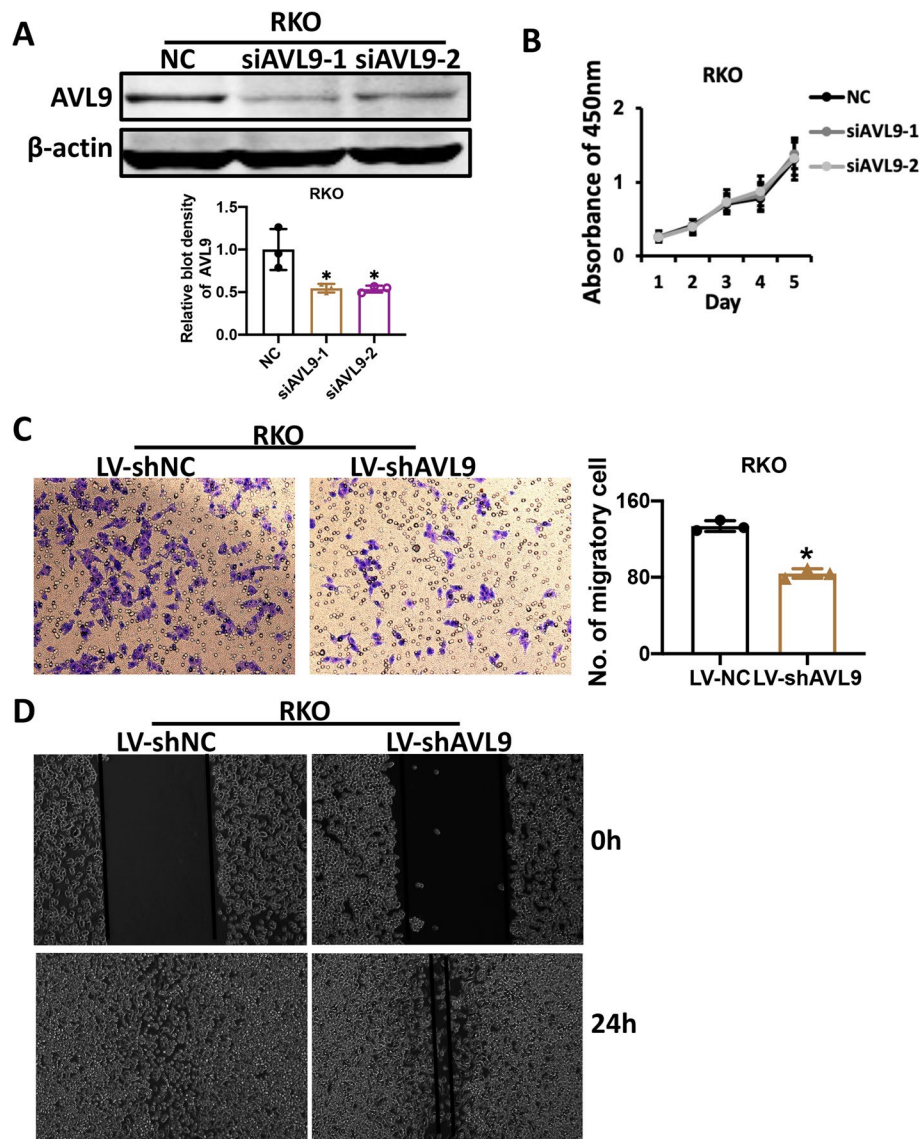 A
RKO
NC siAVL9-1 siAVL9-2
AVL9
β-actin
RKO
Relative blot density
of AVL9
1.5
1.0
0.5
0.0
* *
NC
siAVL9-1
siAVL9-2
B
RKO
Absorbance of 450nm
2
1
0
1 2 3 4 5
Day
NC
siAVL9-1
siAVL9-2
C
RKO
LV-shNC LV-shAVL9
RKO
No. of migratory cell
160
80
0
*
LV-NC LV-shAVL9
D
RKO
LV-shNC LV-shAVL9
0h
24h